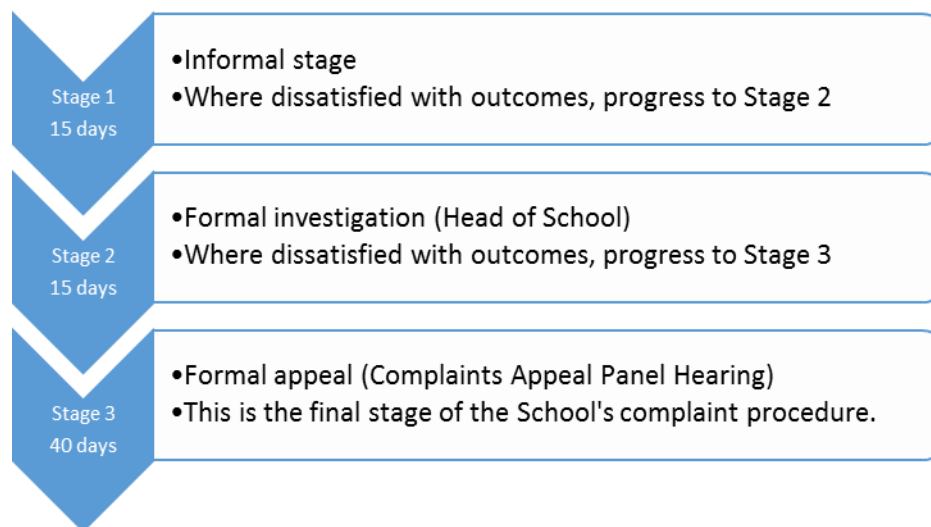 Stage 1
15 days
•Informal stage
•Where dissatisfied with outcomes, progress to Stage 2
Stage 2
15 days
•Formal investigation (Head of School)
•Where dissatisfied with outcomes, progress to Stage 3
Stage 3
40 days
•Formal appeal (Complaints Appeal Panel Hearing)
•This is the final stage of the School's complaint procedure.